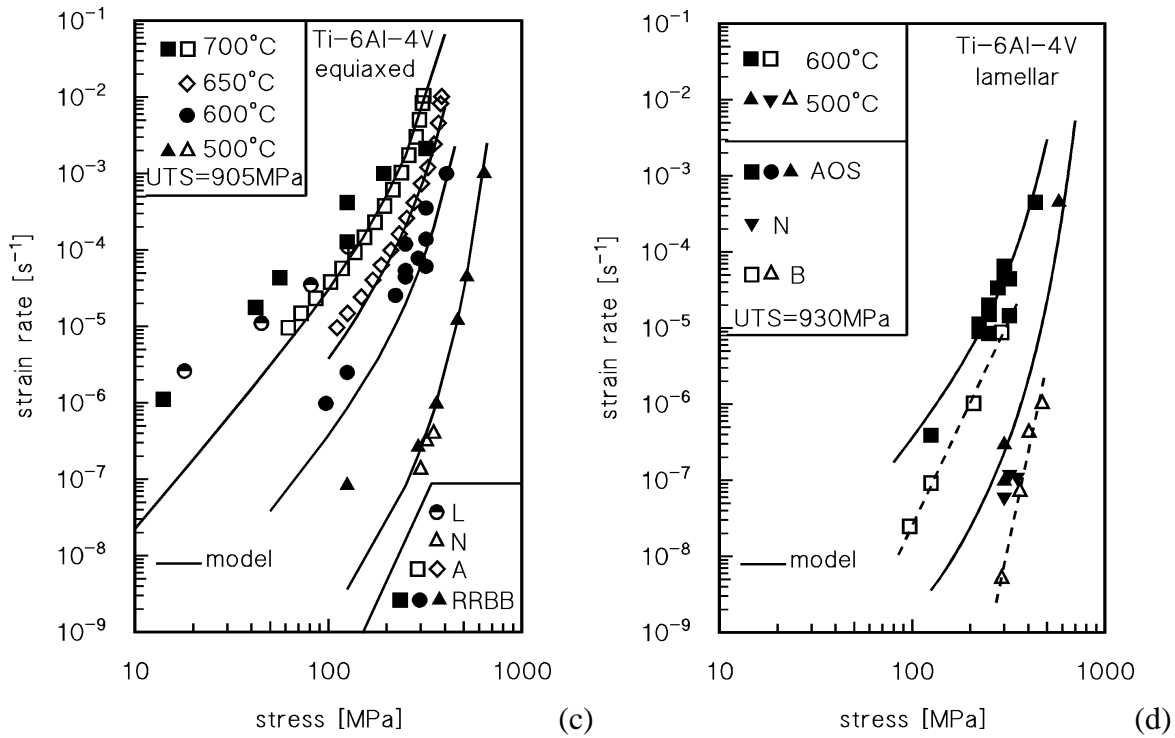 10⁻¹
10⁻²
10⁻³
10⁻⁴
10⁻⁵
10⁻⁶
10⁻⁷
10⁻⁸
10⁻⁹
strain rate [s⁻¹]
700°C
650°C
600°C
500°C
UTS=905MPa
Ti-6Al-4V
equiaxed
model
L
N
A
RRBB
10 100 1000
stress [MPa]
(c)
10⁻¹
10⁻¹
10⁻²
10⁻³
10⁻⁴
10⁻⁵
10⁻⁶
10⁻⁷
10⁻⁸
10⁻⁹
strain rate [s⁻¹]
600°C
500°C
AOS
N
B
UTS=930MPa
Ti-6Al-4V
lamellar
model
10 100 1000
stress [MPa]
(d)